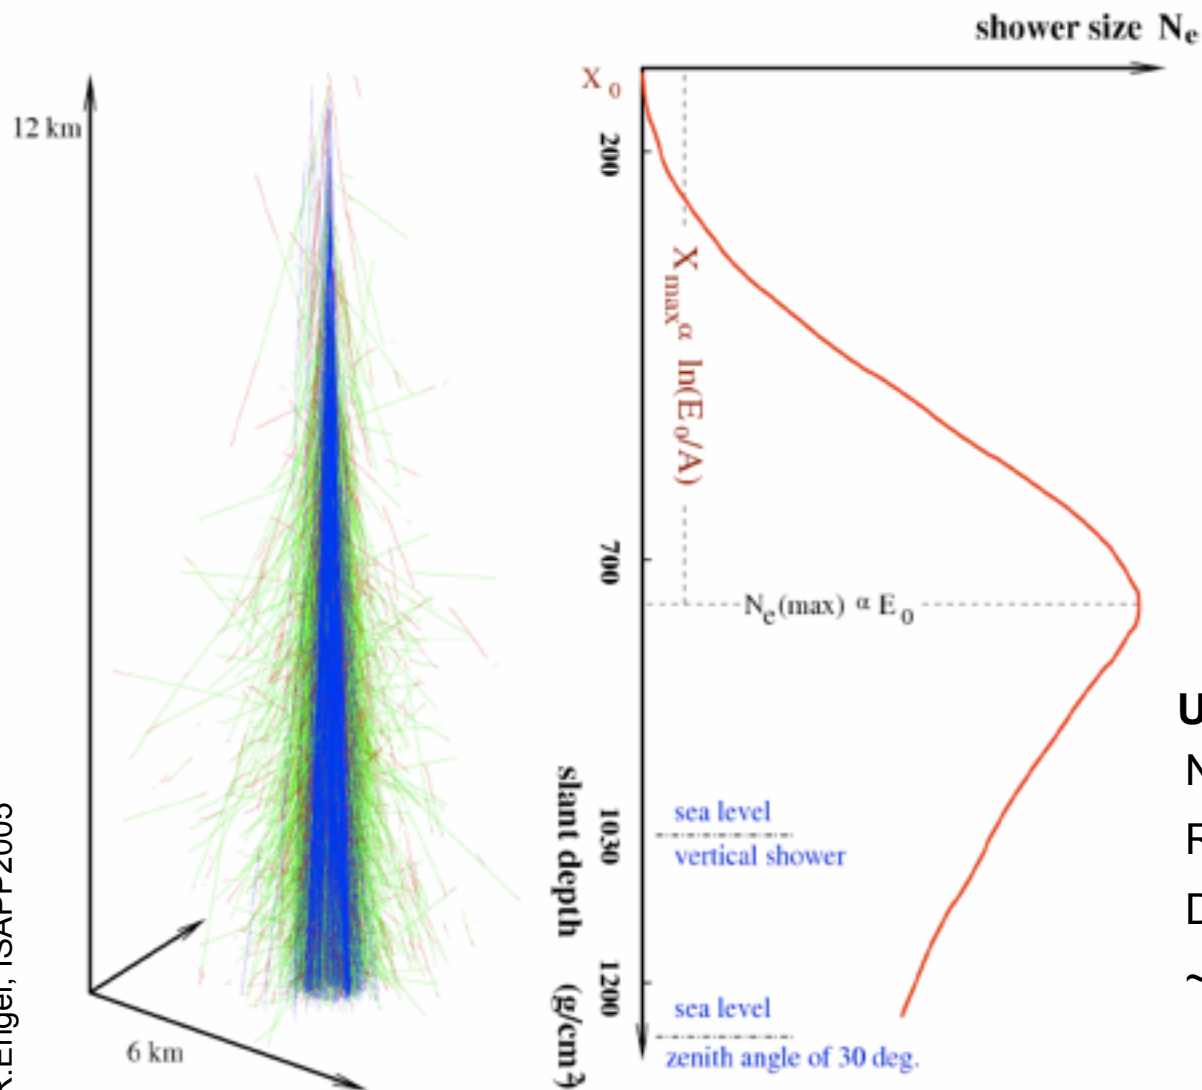 shower size Ne
12 km
6 km
X0
200
700
1030
1200
slant depth (g/cm²)
Xmax α ln(E0/A)
Ne(max) α E0
sea level
vertical shower
sea level
zenith angle of 30 deg.
R.Engel, ISAPP2005
U
N
R
D
~